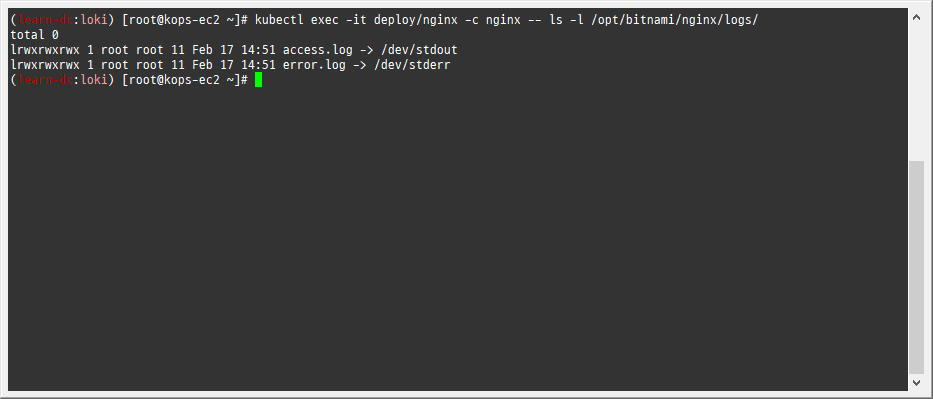 (learn-dr:loki) [root@kops-ec2 ~]# kubectl exec -it deploy/nginx -c nginx -- ls -l /opt/bitnami/nginx/logs/
total 0
lrwxrwxrwx 1 root root 11 Feb 17 14:51 access.log -> /dev/stdout
lrwxrwxrwx 1 root root 11 Feb 17 14:51 error.log -> /dev/stderr
(learn-dr:loki) [root@kops-ec2 ~]#